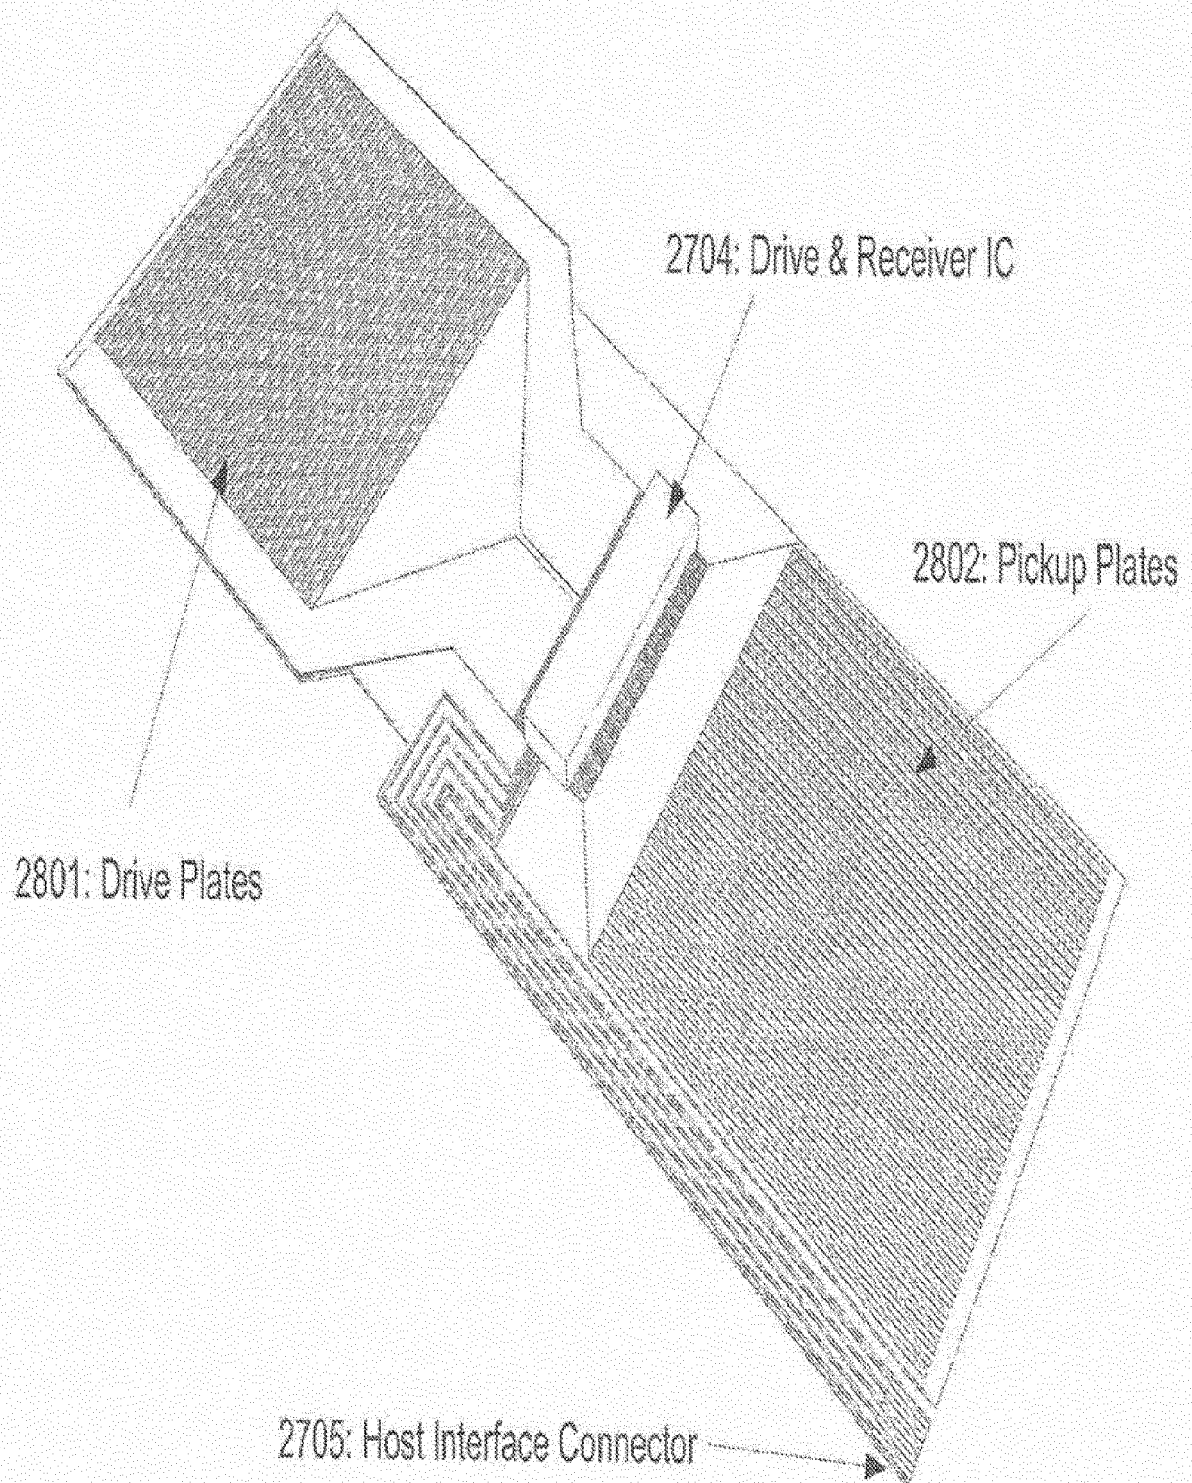 2704: Drive & Receiver IC
2802: Pickup Plates
2801: Drive Plates
2705: Host Interface Connector